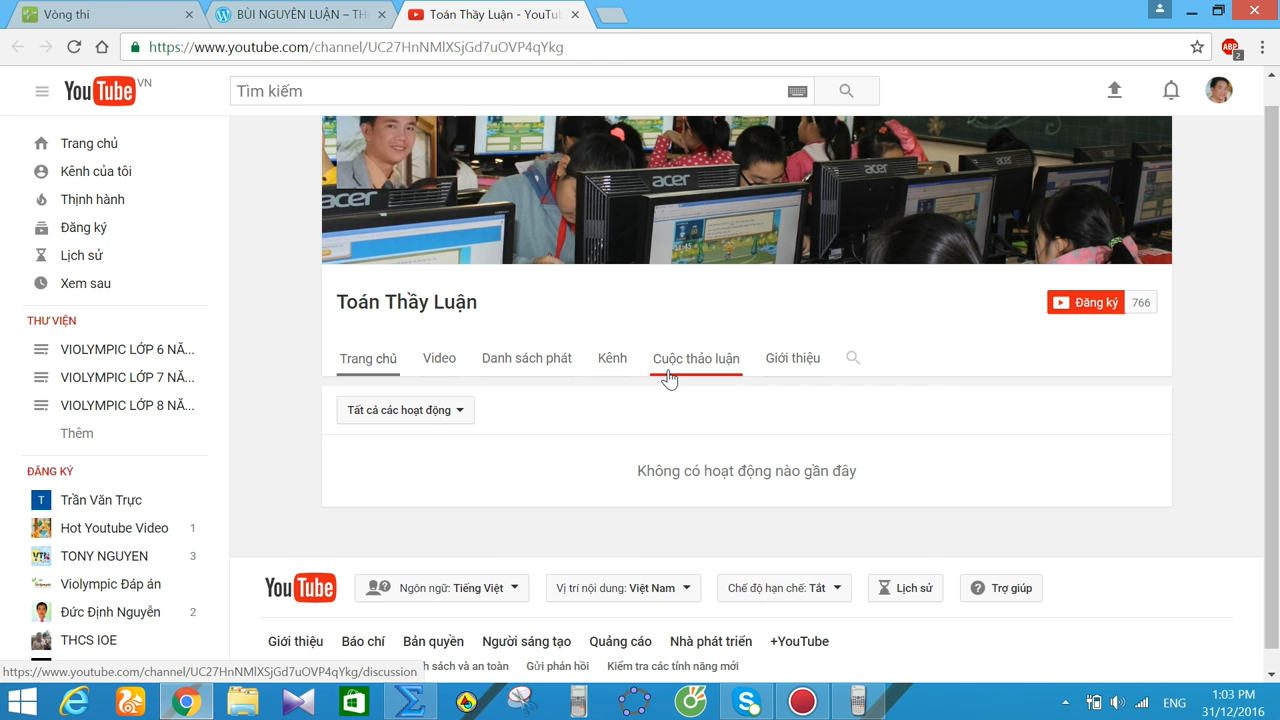 Vòng thi
BÙI NGUYÊN LUẬN – TH
Toán Thầy Luận - YouTu
https://www.youtube.com/channel/UC27HnNMlXSjGd7uOVP4qYkg
ABP
2
YouTube VN
Tìm kiếm
Trang chủ
Kênh của tôi
Thịnh hành
Đăng ký
Lịch sử
Xem sau
THƯ VIỆN
VIOLYMPIC LỚP 6 NĂ...
VIOLYMPIC LỚP 7 NĂ...
VIOLYMPIC LỚP 8 NĂ...
Thêm
ĐĂNG KÝ
T Trần Văn Trực
Hot Youtube Video 1
TONY NGUYEN 3
Violympic Đáp án
Đức Định Nguyễn 2
THCS IOE
acer
acer
acer
acer
Toán Thầy Luận
Đăng ký 766
Trang chủ Video Danh sách phát Kênh Cuộc thảo luận Giới thiệu
Tất cả các hoạt động
Không có hoạt động nào gần đây
YouTube Ngôn ngữ: Tiếng Việt Vị trí nội dung: Việt Nam Chế độ hạn chế: Tắt Lịch sử Trợ giúp
Giới thiệu Báo chí Bản quyền Người sáng tạo Quảng cáo Nhà phát triển +YouTube
ch sách và an toàn Gửi phản hồi Kiểm tra các tính năng mới
https://www.youtube.com/channel/UC27HnNMlXSjGd7uOVP4qYkg/discussion
ENG
1:03 PM
31/12/2016